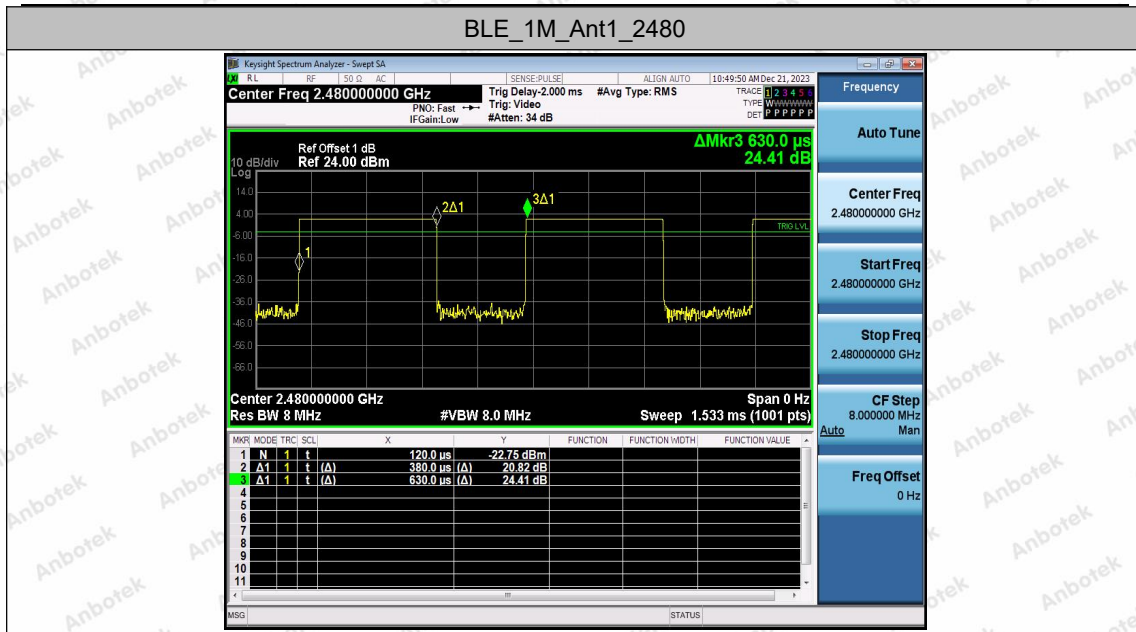 BLE_1M_Ant1_2480
Keysight Spectrum Analyzer - Swept SA
LXI RL RF 50 Ω AC SENSE:PULSE ALIGN AUTO 10:49:50 AM Dec 21, 2023
Center Freq 2.480000000 GHz Trig Delay-2.000 ms #Avg Type: RMS TRACE 1 2 3 4 5 6
PNO: Fast Trig: Video TYPE WWWWWW
IFGain:Low #Atten: 34 dB DET P P P P P P
Ref Offset 1 dB ΔMkr3 630.0 µs
10 dB/div Ref 24.00 dBm 24.41 dB
Log
14.0
4.00
-6.00
-16.0
-26.0
-36.0
-46.0
-56.0
-66.0
1
2Δ1
3Δ1
TRIG LVL
Center 2.480000000 GHz Span 0 Hz
Res BW 8 MHz #VBW 8.0 MHz Sweep 1.533 ms (1001 pts)
MKR MODE TRC SCL X Y FUNCTION FUNCTION WIDTH FUNCTION VALUE
1 N 1 t 120.0 µs -22.75 dBm
2 Δ1 1 t (Δ) 380.0 µs (Δ) 20.82 dB
3 Δ1 1 t (Δ) 630.0 µs (Δ) 24.41 dB
4
5
6
7
8
9
10
11
MSG STATUS
Frequency
Auto Tune
Center Freq
2.480000000 GHz
Start Freq
2.480000000 GHz
Stop Freq
2.480000000 GHz
CF Step
8.000000 MHz
Auto Man
Freq Offset
0 Hz
Anbotek